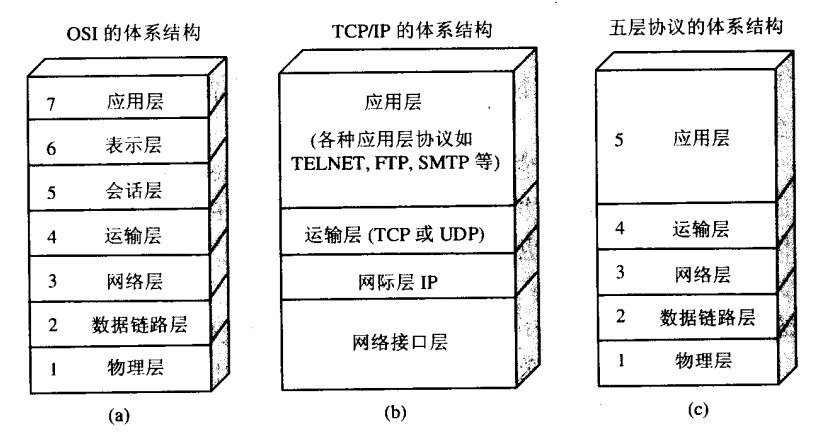 OSI 的体系结构
7 应用层
6 表示层
5 会话层
4 运输层
3 网络层
2 数据链路层
1 物理层
(a)
TCP/IP 的体系结构
应用层
(各种应用层协议如
TELNET, FTP, SMTP 等)
运输层 (TCP 或 UDP)
网际层 IP
网络接口层
(b)
五层协议的体系结构
5 应用层
4 运输层
3 网络层
2 数据链路层
1 物理层
(c)